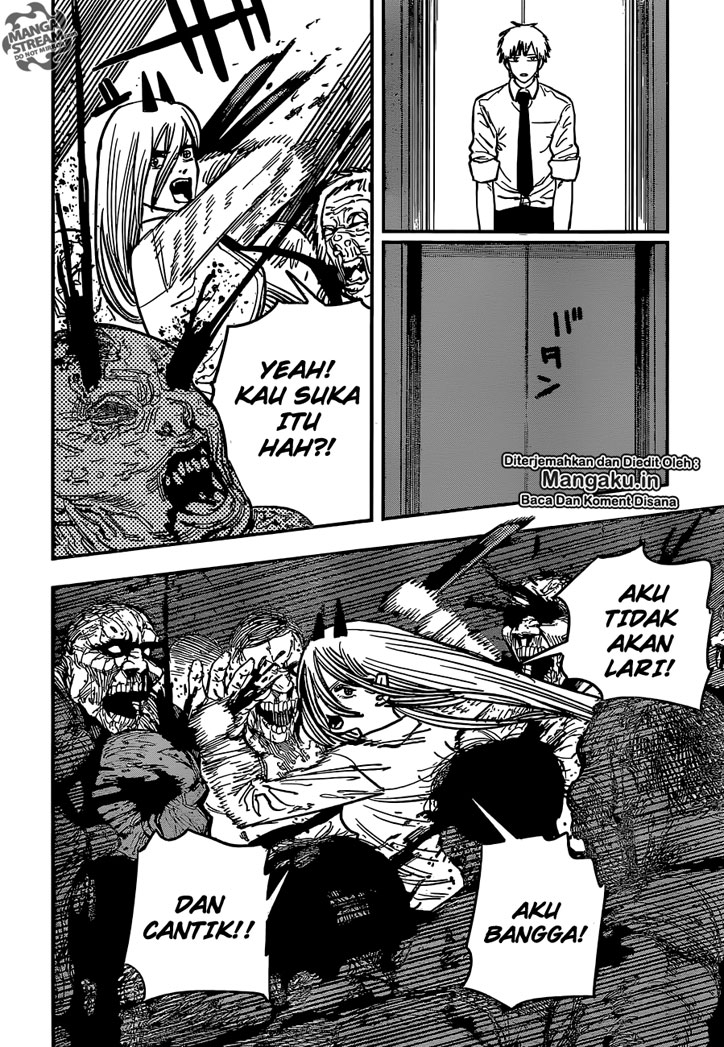 MANGA
STREAM
DO NOT MIRROR
バタン
Diterjemahkan dan Diedit Oleh :
Mangaku.in
Baca Dan Koment Disana
YEAH!
KAU SUKA
ITU
HAH?!
AKU
TIDAK
AKAN
LARI!
AKU
BANGGA!
DAN
CANTIK!!